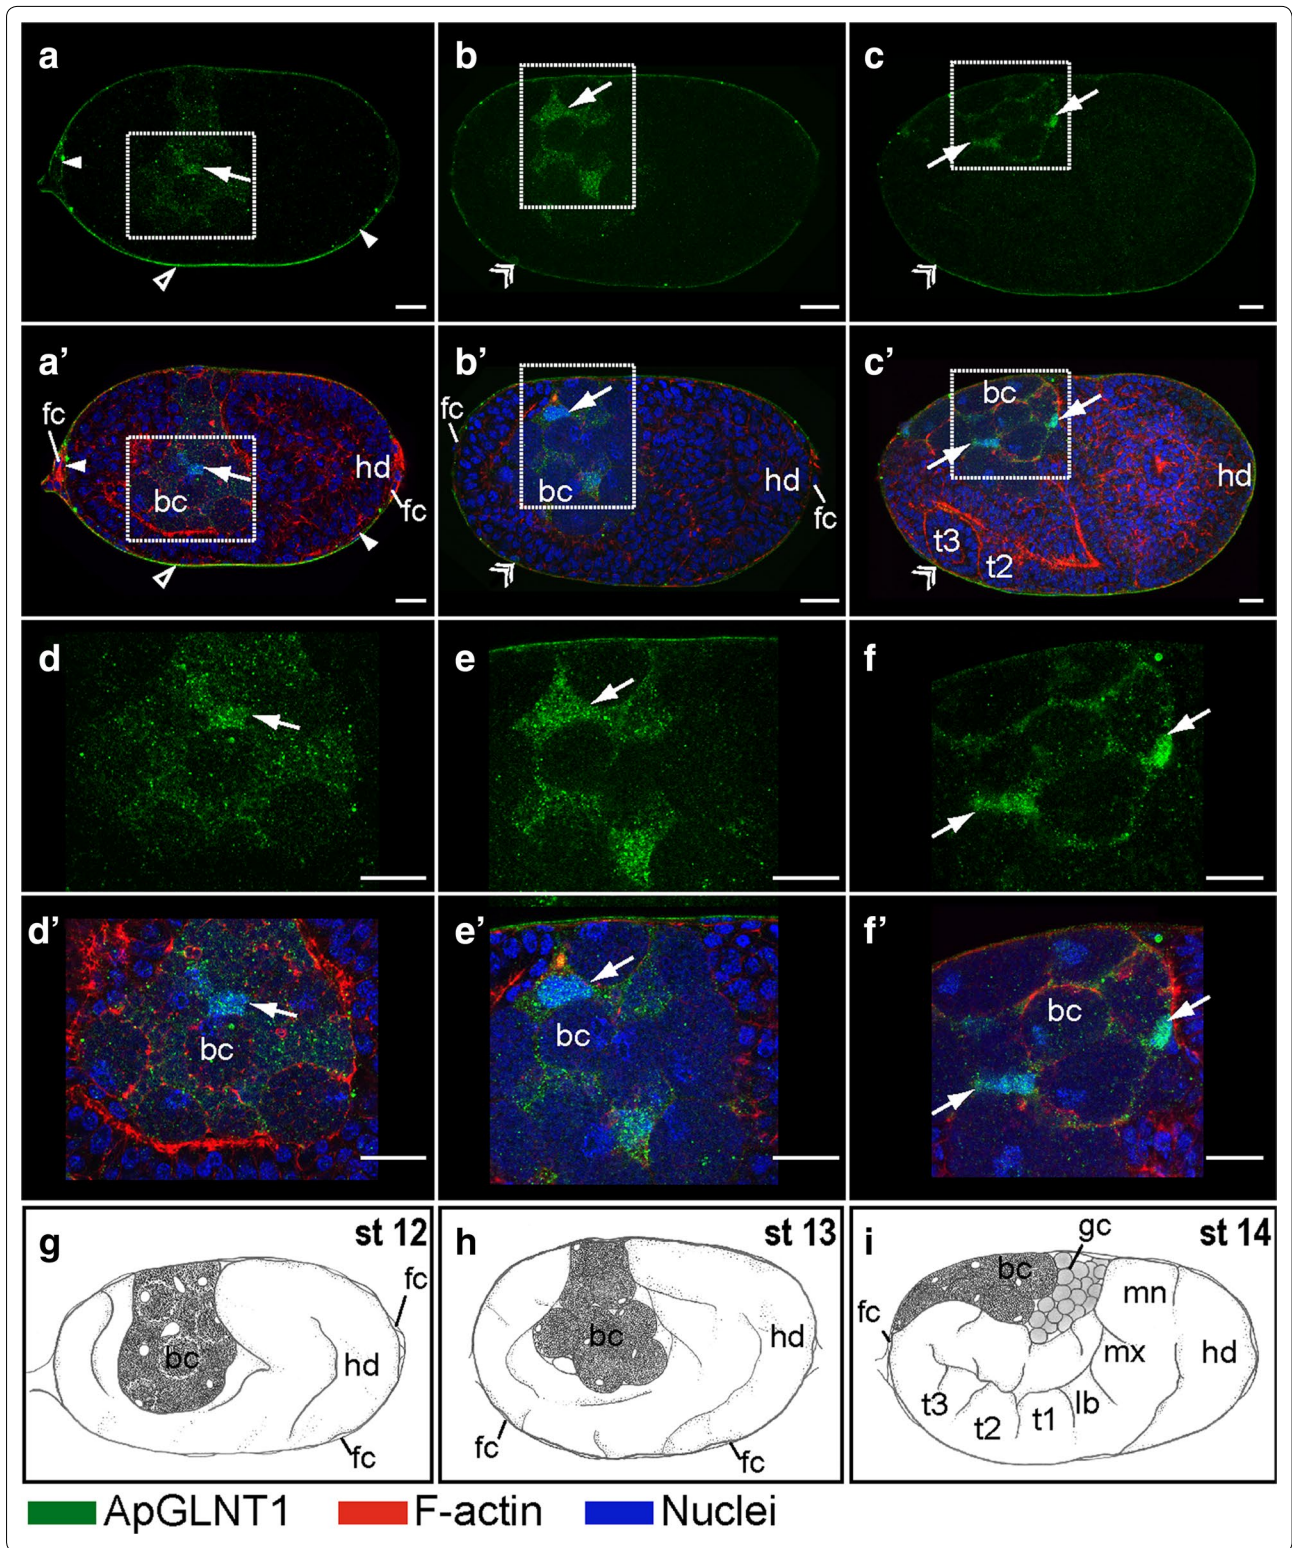 a b c
a’ b’ c’
fc hd bc fc
fc hd bc fc
bc hd t3 t2
d e f
d’ e’ f’
bc bc bc
g st 12 h st 13 i st 14
fc bc hd fc
bc hd fc fc
gc bc mn fc mx hd lb t3 t2 t1
ApGLNT1 F-actin Nuclei